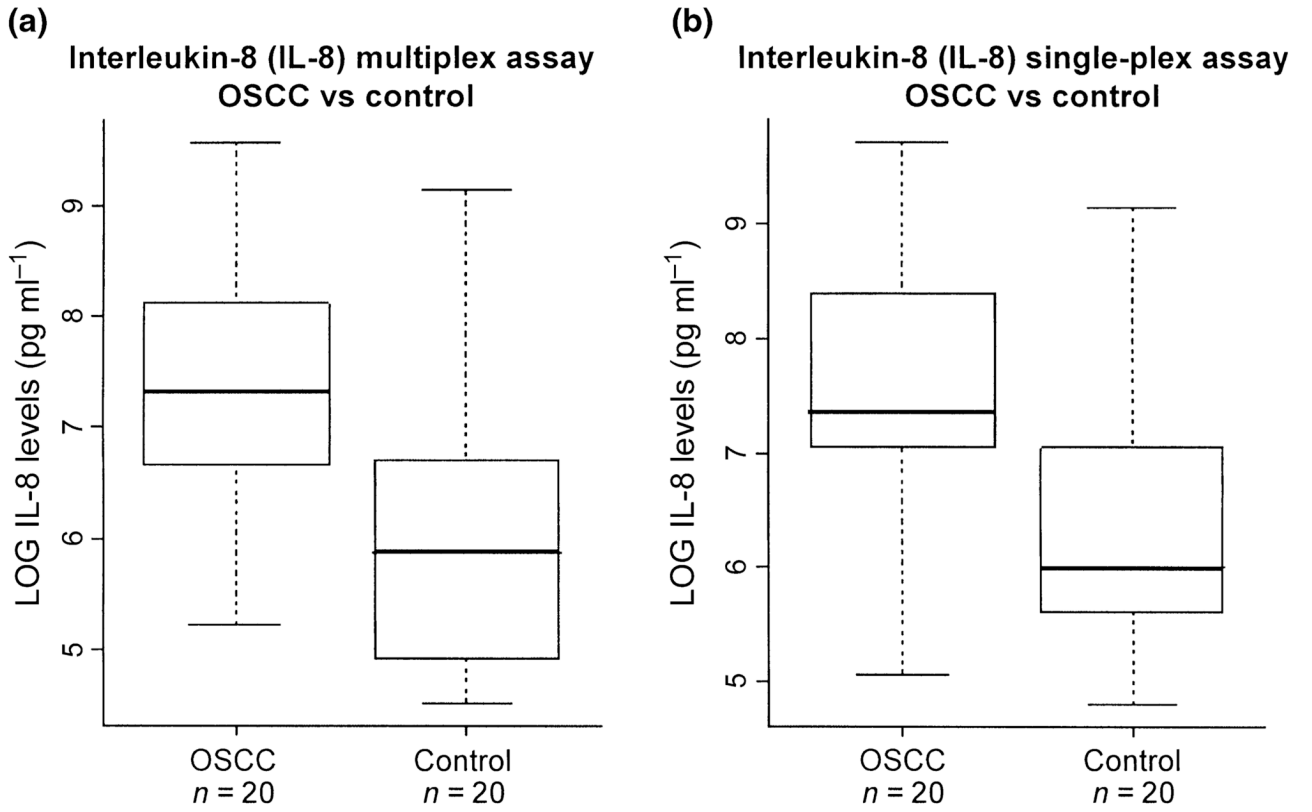 (a)
Interleukin-8 (IL-8) multiplex assay
OSCC vs control
LOG IL-8 levels (pg ml⁻¹)
9
8
7
6
5
OSCC
n = 20
Control
n = 20
(b)
Interleukin-8 (IL-8) single-plex assay
OSCC vs control
LOG IL-8 levels (pg ml⁻¹)
9
8
7
6
5
OSCC
n = 20
Control
n = 20